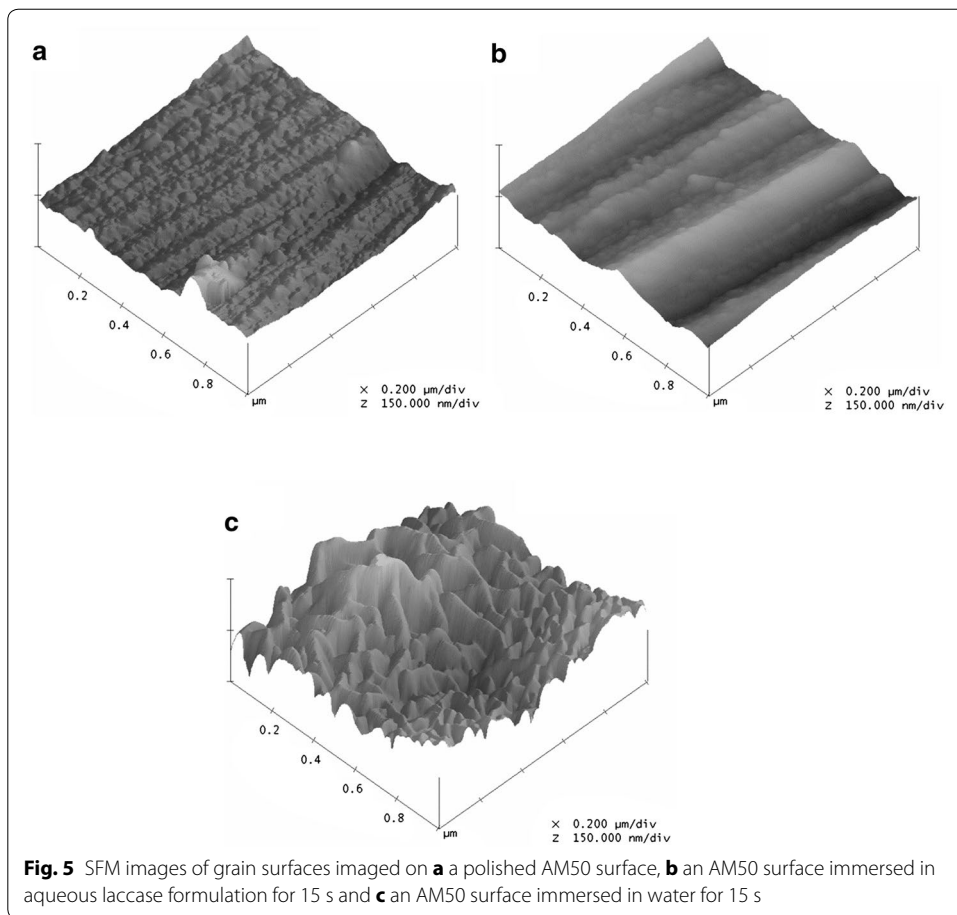 a
b
0.2
0.4
0.6
0.8
µm
X 0.200 µm/div
Z 150.000 nm/div
0.2
0.4
0.6
0.8
µm
X 0.200 µm/div
Z 150.000 nm/div
c
0.2
0.4
0.6
0.8
µm
X 0.200 µm/div
Z 150.000 nm/div
Fig. 5 SFM images of grain surfaces imaged on a a polished AM50 surface, b an AM50 surface immersed in
aqueous laccase formulation for 15 s and c an AM50 surface immersed in water for 15 s